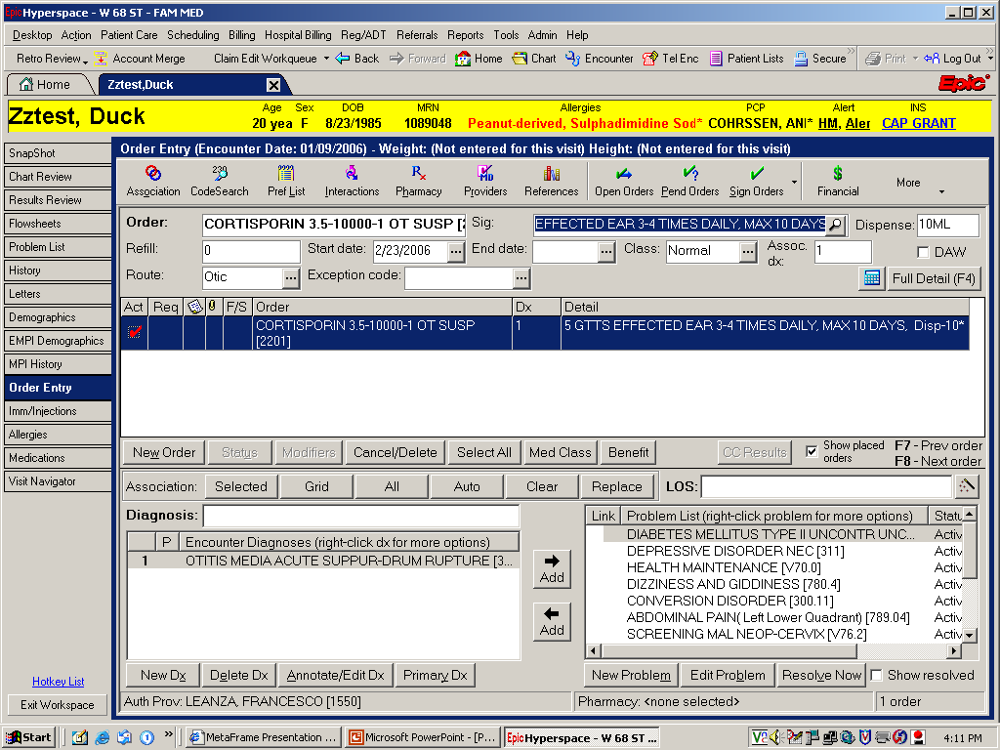 Epic Hyperspace - W 68 ST - FAM MED
Desktop Action Patient Care Scheduling Billing Hospital Billing Reg/ADT Referrals Reports Tools Admin Help
Retro Review Account Merge Claim Edit Workqueue Back Forward Home Chart Encounter Tel Enc Patient Lists Secure » Print Log Out »
Home Zztest,Duck Epic
Age Sex DOB MRN Allergies PCP Alert INS
Zztest, Duck 20 yea F 8/23/1985 1089048 Peanut-derived, Sulphadimidine Sod* COHRSSEN, ANI* HM, Aler CAP GRANT
SnapShot
Chart Review
Results Review
Flowsheets
Problem List
History
Letters
Demographics
EMPI Demographics
MPI History
Order Entry
Imm/Injections
Allergies
Medications
Visit Navigator
Hotkey List
Exit Workspace
Order Entry (Encounter Date: 01/09/2006) - Weight: (Not entered for this visit) Height: (Not entered for this visit)
Association CodeSearch Pref List Interactions Pharmacy Providers References Open Orders Pend Orders Sign Orders Financial More
Order: CORTISPORIN 3.5-10000-1 OT SUSP [2 Sig: EFFECTED EAR 3-4 TIMES DAILY, MAX 10 DAYS Dispense: 10ML
Refill: 0 Start date: 2/23/2006 ... End date: ... Class: Normal ... Assoc. dx: 1 DAW
Route: Otic ... Exception code: ... Full Detail (F4)
Act Req F/S Order Dx Detail
CORTISPORIN 3.5-10000-1 OT SUSP 1 5 GTTS EFFECTED EAR 3-4 TIMES DAILY, MAX 10 DAYS, Disp-10*
[2201]
New Order Status Modifiers Cancel/Delete Select All Med Class Benefit CC Results Show placed orders F7 - Prev order
F8 - Next order
Association: Selected Grid All Auto Clear Replace LOS:
Diagnosis:
P Encounter Diagnoses (right-click dx for more options)
1 OTITIS MEDIA ACUTE SUPPUR-DRUM RUPTURE [3...
Add
Add
Link Problem List (right-click problem for more options) Statu
DIABETES MELLITUS TYPE II UNCONTR UNC... Activ
DEPRESSIVE DISORDER NEC [311] Activ
HEALTH MAINTENANCE [V70.0] Activ
DIZZINESS AND GIDDINESS [780.4] Activ
CONVERSION DISORDER [300.11] Activ
ABDOMINAL PAIN( Left Lower Quadrant) [789.04] Activ
SCREENING MAL NEOP-CERVIX [V76.2] Activ
New Dx Delete Dx Annotate/Edit Dx Primary Dx New Problem Edit Problem Resolve Now Show resolved
Auth Prov: LEANZA, FRANCESCO [1550] Pharmacy: <none selected> 1 order
Start » MetaFrame Presentation ... Microsoft PowerPoint - [P... Epic Hyperspace - W 68 ST ... 4:11 PM